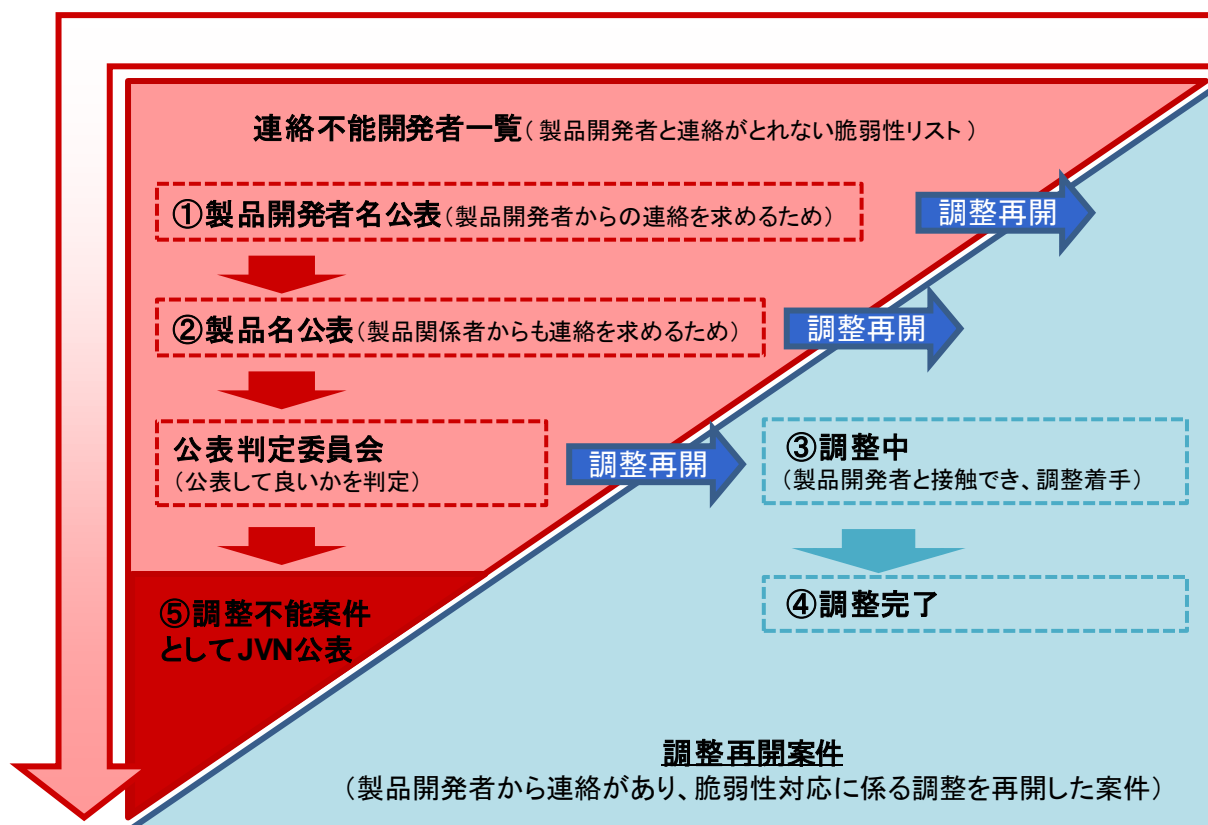 連絡不能開発者一覧(製品開発者と連絡がとれない脆弱性リスト)
①製品開発者名公表(製品開発者からの連絡を求めるため)
調整再開
②製品名公表(製品関係者からも連絡を求めるため)
調整再開
公表判定委員会
(公表して良いかを判定)
調整再開
③調整中
(製品開発者と接触でき、調整着手)
⑤調整不能案件
としてJVN公表
④調整完了
調整再開案件
(製品開発者から連絡があり、脆弱性対応に係る調整を再開した案件)